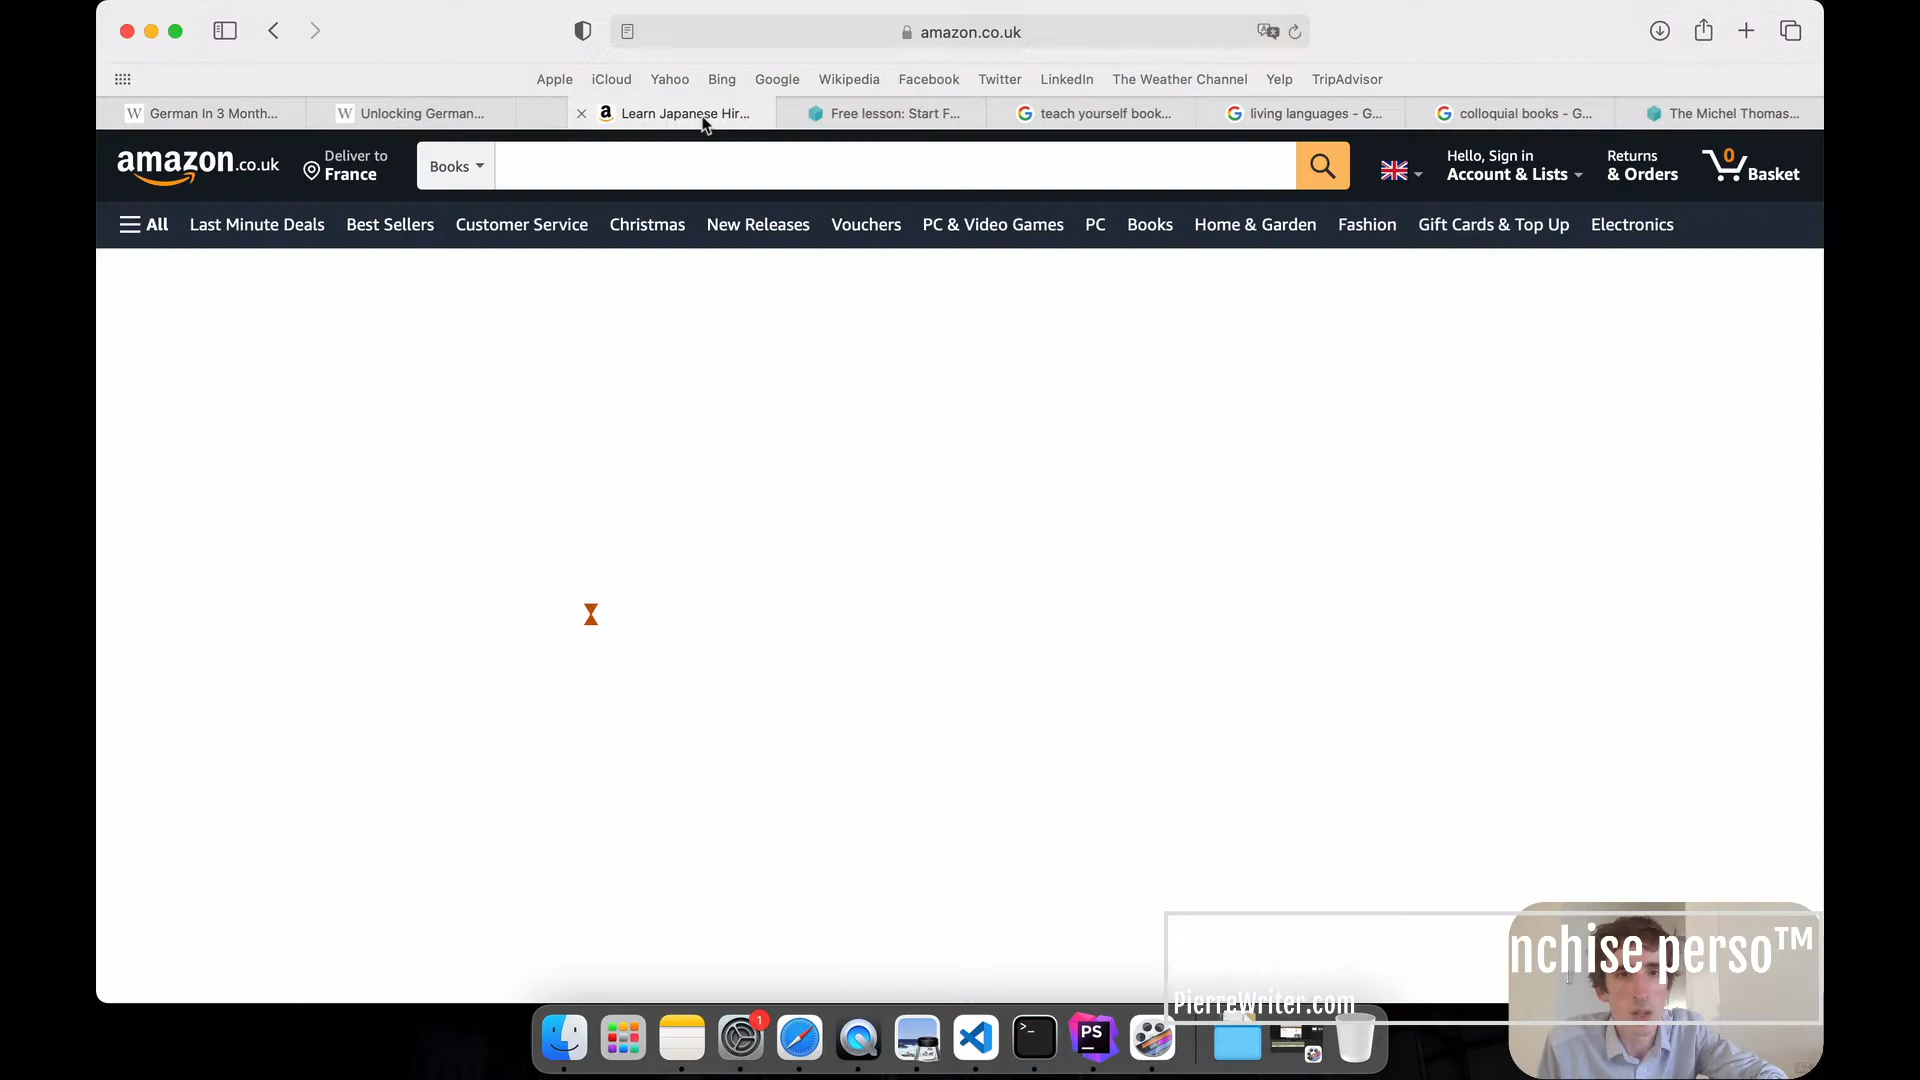 amazon.co.uk
Apple iCloud Yahoo Bing Google Wikipedia Facebook Twitter LinkedIn The Weather Channel Yelp TripAdvisor
German In 3 Month... Unlocking German... Learn Japanese Hir... Free lesson: Start F... teach yourself book... living languages - G... colloquial books - G... The Michel Thomas...
amazon.co.uk
Deliver to
France
Books
Hello, Sign in
Account & Lists
Returns
& Orders
0
Basket
All Last Minute Deals Best Sellers Customer Service Christmas New Releases Vouchers PC & Video Games PC Books Home & Garden Fashion Gift Cards & Top Up Electronics
nchise perso™
PierreWriter.com
1
PS